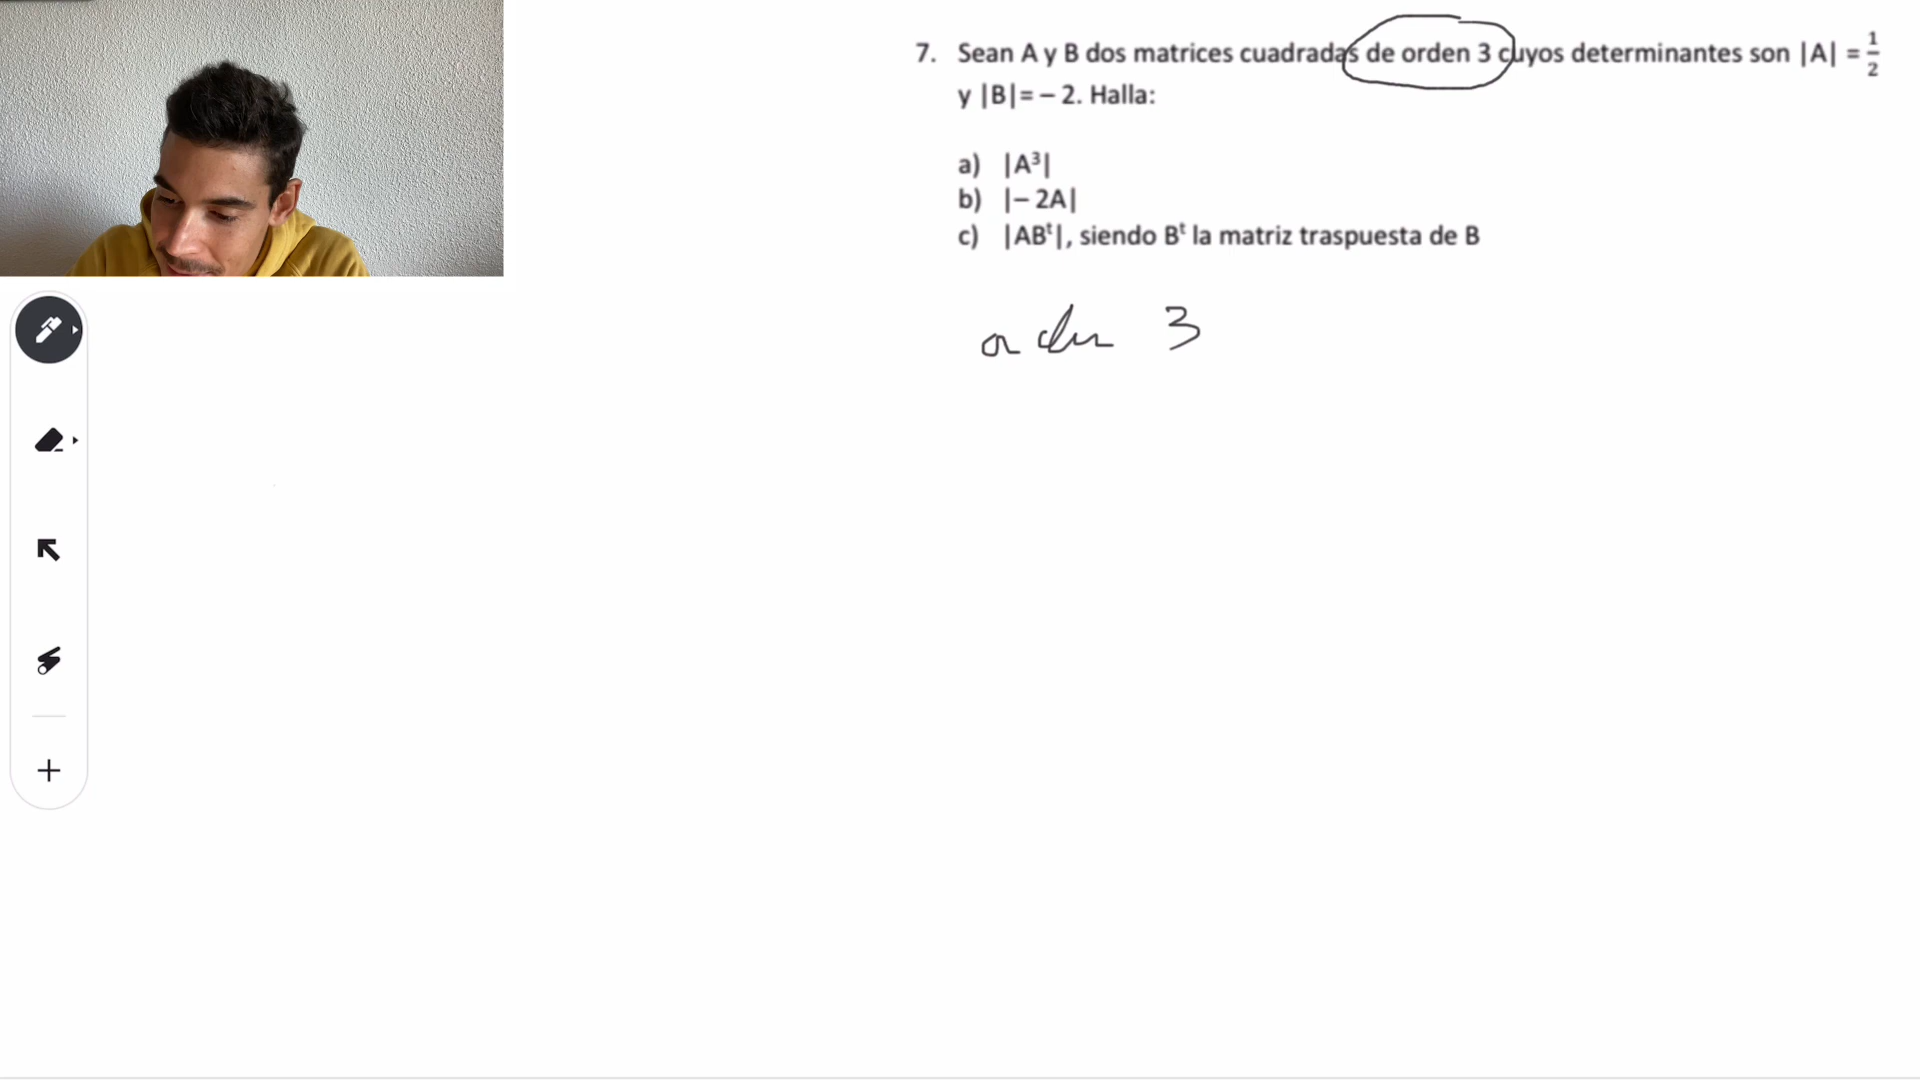 7. Sean A y B dos matrices cuadradas de orden 3 cuyos determinantes son |A| = 1/2
y |B|= – 2. Halla:
a) |A³|
b) |– 2A|
c) |ABᵗ|, siendo Bᵗ la matriz traspuesta de B
orden 3